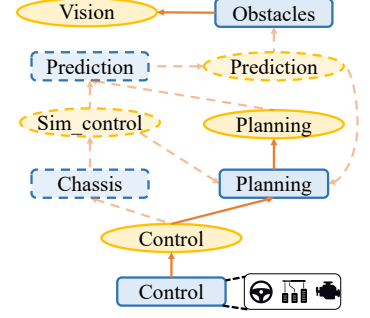 Vision
Obstacles
Prediction
Prediction
Sim_control
Planning
Chassis
Planning
Control
Control